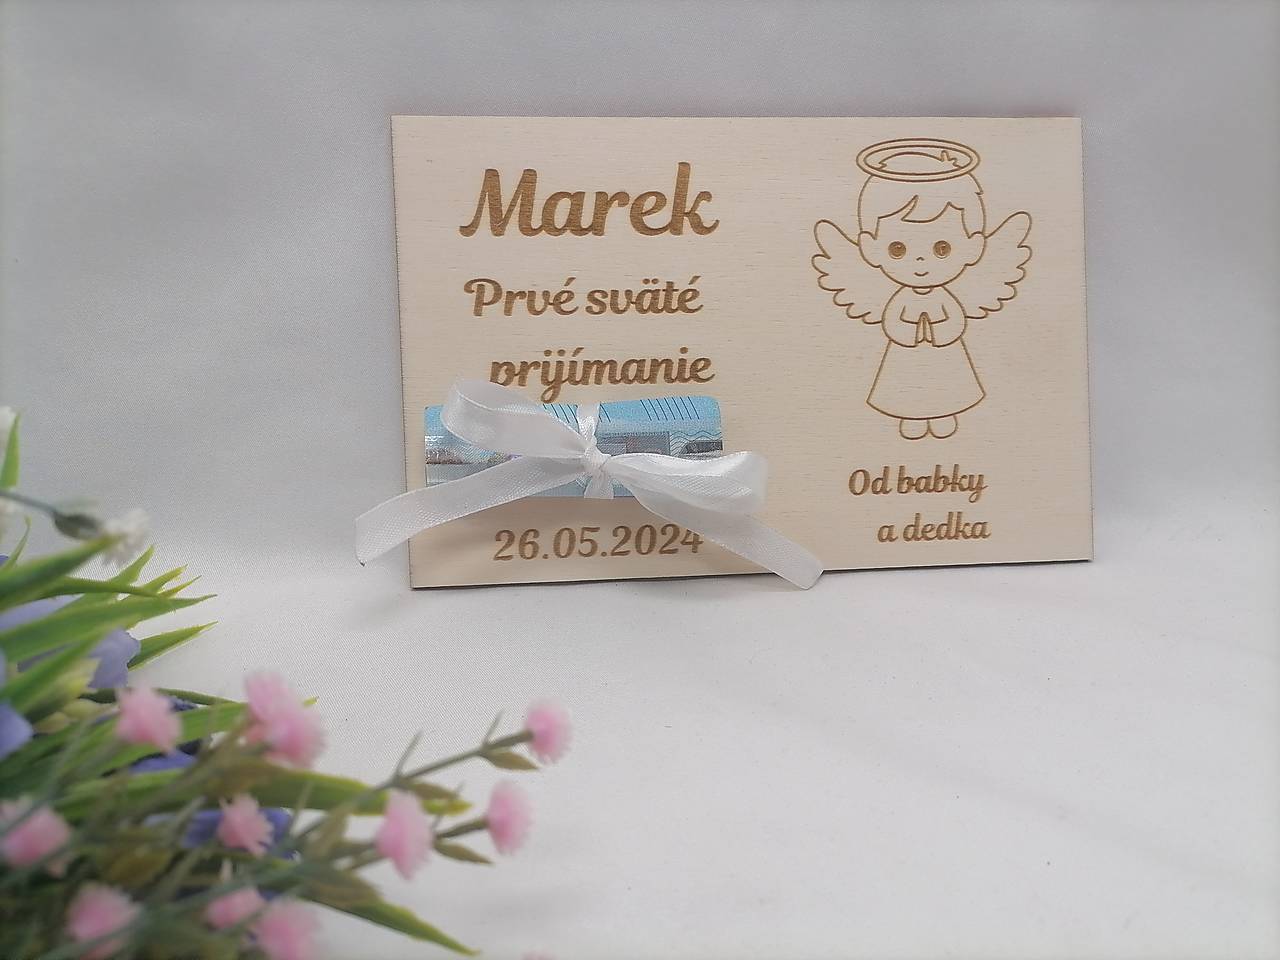 Marek
Prvé sväté
prijímanie
26.05.2024
Od babky
a dedka